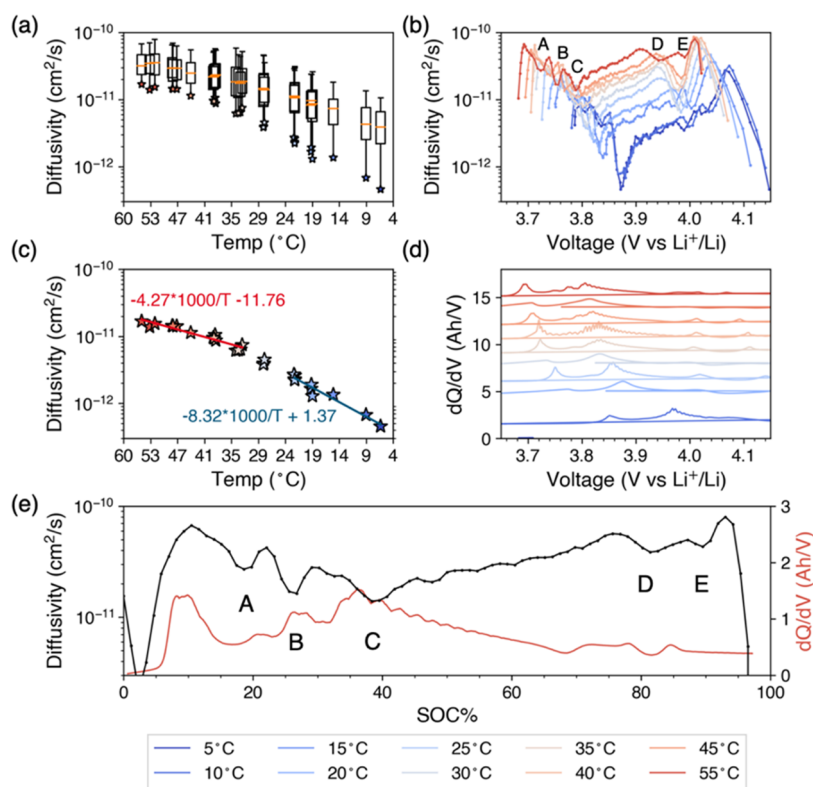 (a)
Diffusivity (cm²/s)
10⁻¹⁰
10⁻¹¹
10⁻¹²
60 53 47 41 35 29 24 19 14 9 4
Temp (°C)
(b)
Diffusivity (cm²/s)
10⁻¹⁰
10⁻¹¹
10⁻¹²
A B C D E
3.7 3.8 3.9 4.0 4.1
Voltage (V vs Li⁺/Li)
(c)
Diffusivity (cm²/s)
10⁻¹⁰
10⁻¹¹
10⁻¹²
-4.27*1000/T -11.76
-8.32*1000/T + 1.37
60 53 47 41 35 29 24 19 14 9 4
Temp (°C)
(d)
dQ/dV (Ah/V)
15
10
5
0
3.7 3.8 3.9 4.0 4.1
Voltage (V vs Li⁺/Li)
(e)
Diffusivity (cm²/s)
10⁻¹⁰
10⁻¹¹
A B C D E
3
2
1
0
dQ/dV (Ah/V)
0 20 40 60 80 100
SOC%
5°C 15°C 25°C 35°C 45°C
10°C 20°C 30°C 40°C 55°C